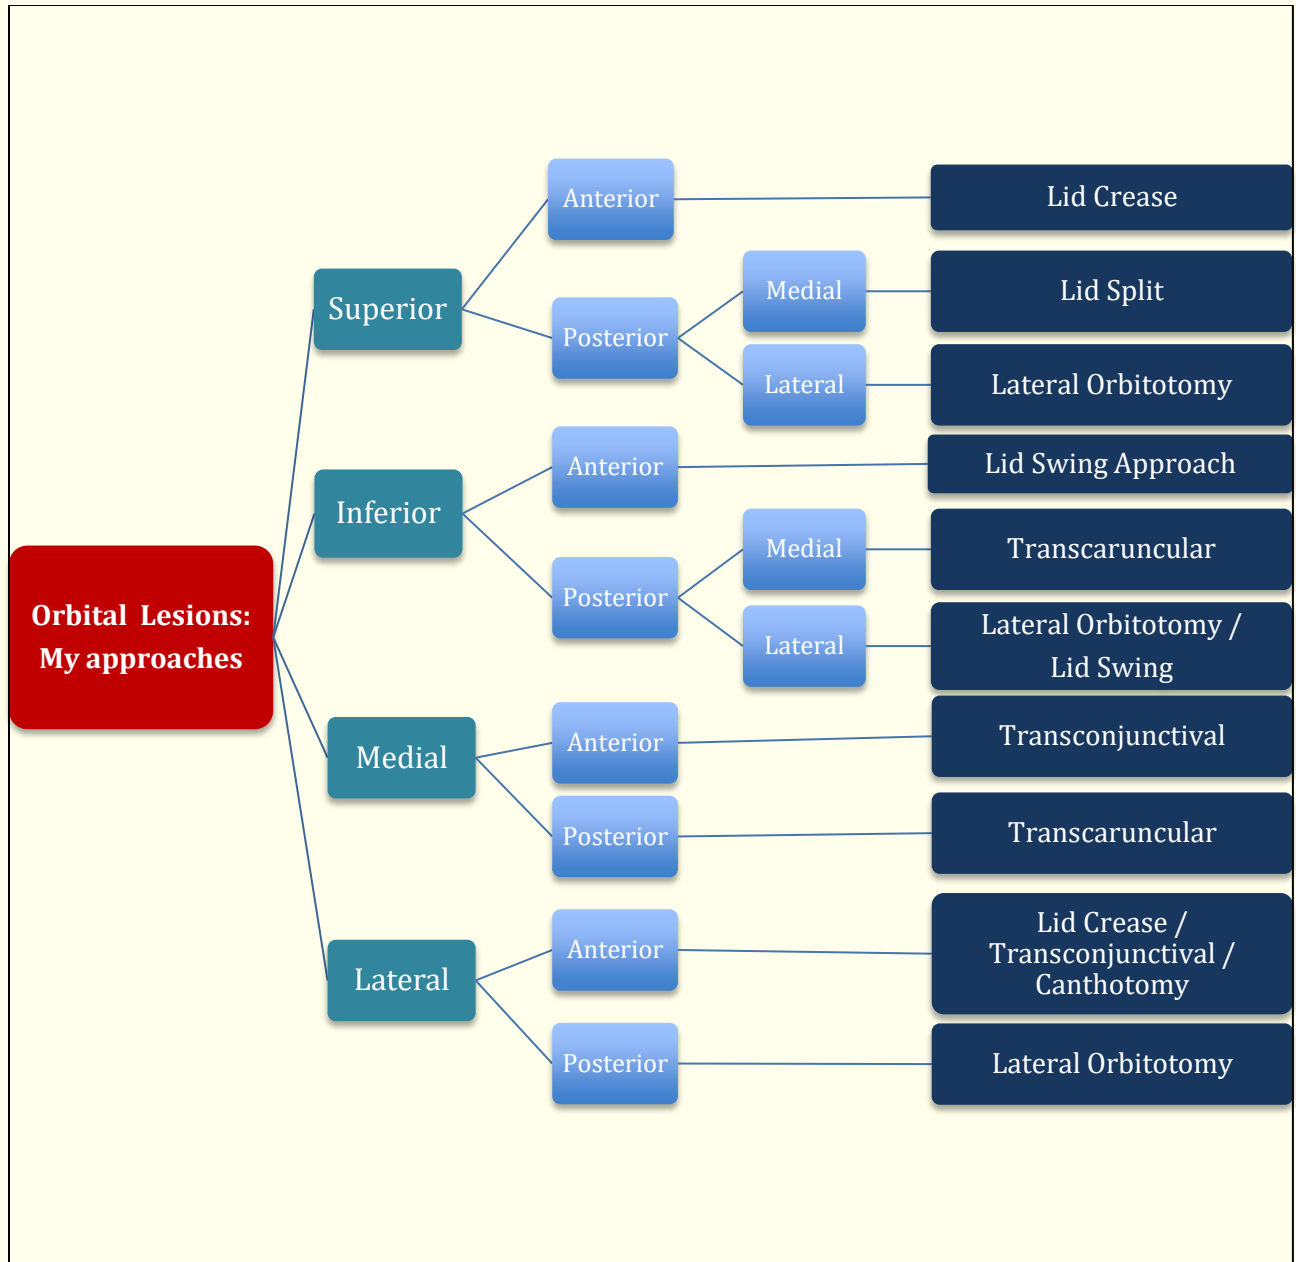 Orbital Lesions:
My approaches
Superior
Anterior
Lid Crease
Posterior
Medial
Lid Split
Lateral
Lateral Orbitotomy
Inferior
Anterior
Lid Swing Approach
Posterior
Medial
Transcaruncular
Lateral
Lateral Orbitotomy /
Lid Swing
Medial
Anterior
Transconjunctival
Posterior
Transcaruncular
Lateral
Anterior
Lid Crease /
Transconjunctival /
Canthotomy
Posterior
Lateral Orbitotomy